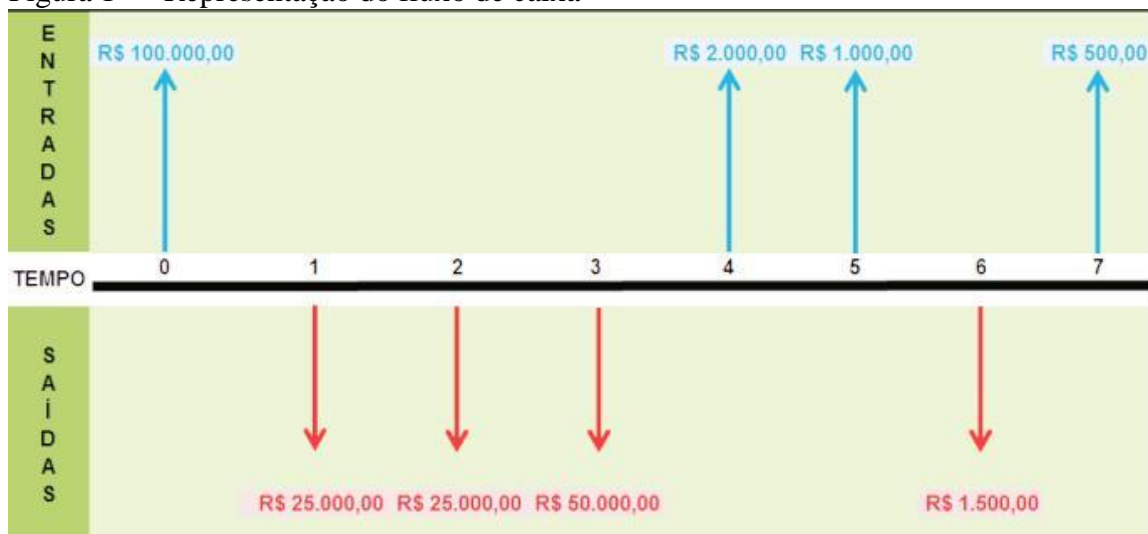 Figura 1 – Representação do fluxo de caixa
ENTRADAS
R$ 100.000,00 R$ 2.000,00 R$ 1.000,00 R$ 500,00
TEMPO 0 1 2 3 4 5 6 7
SAÍDAS
R$ 25.000,00 R$ 25.000,00 R$ 50.000,00 R$ 1.500,00